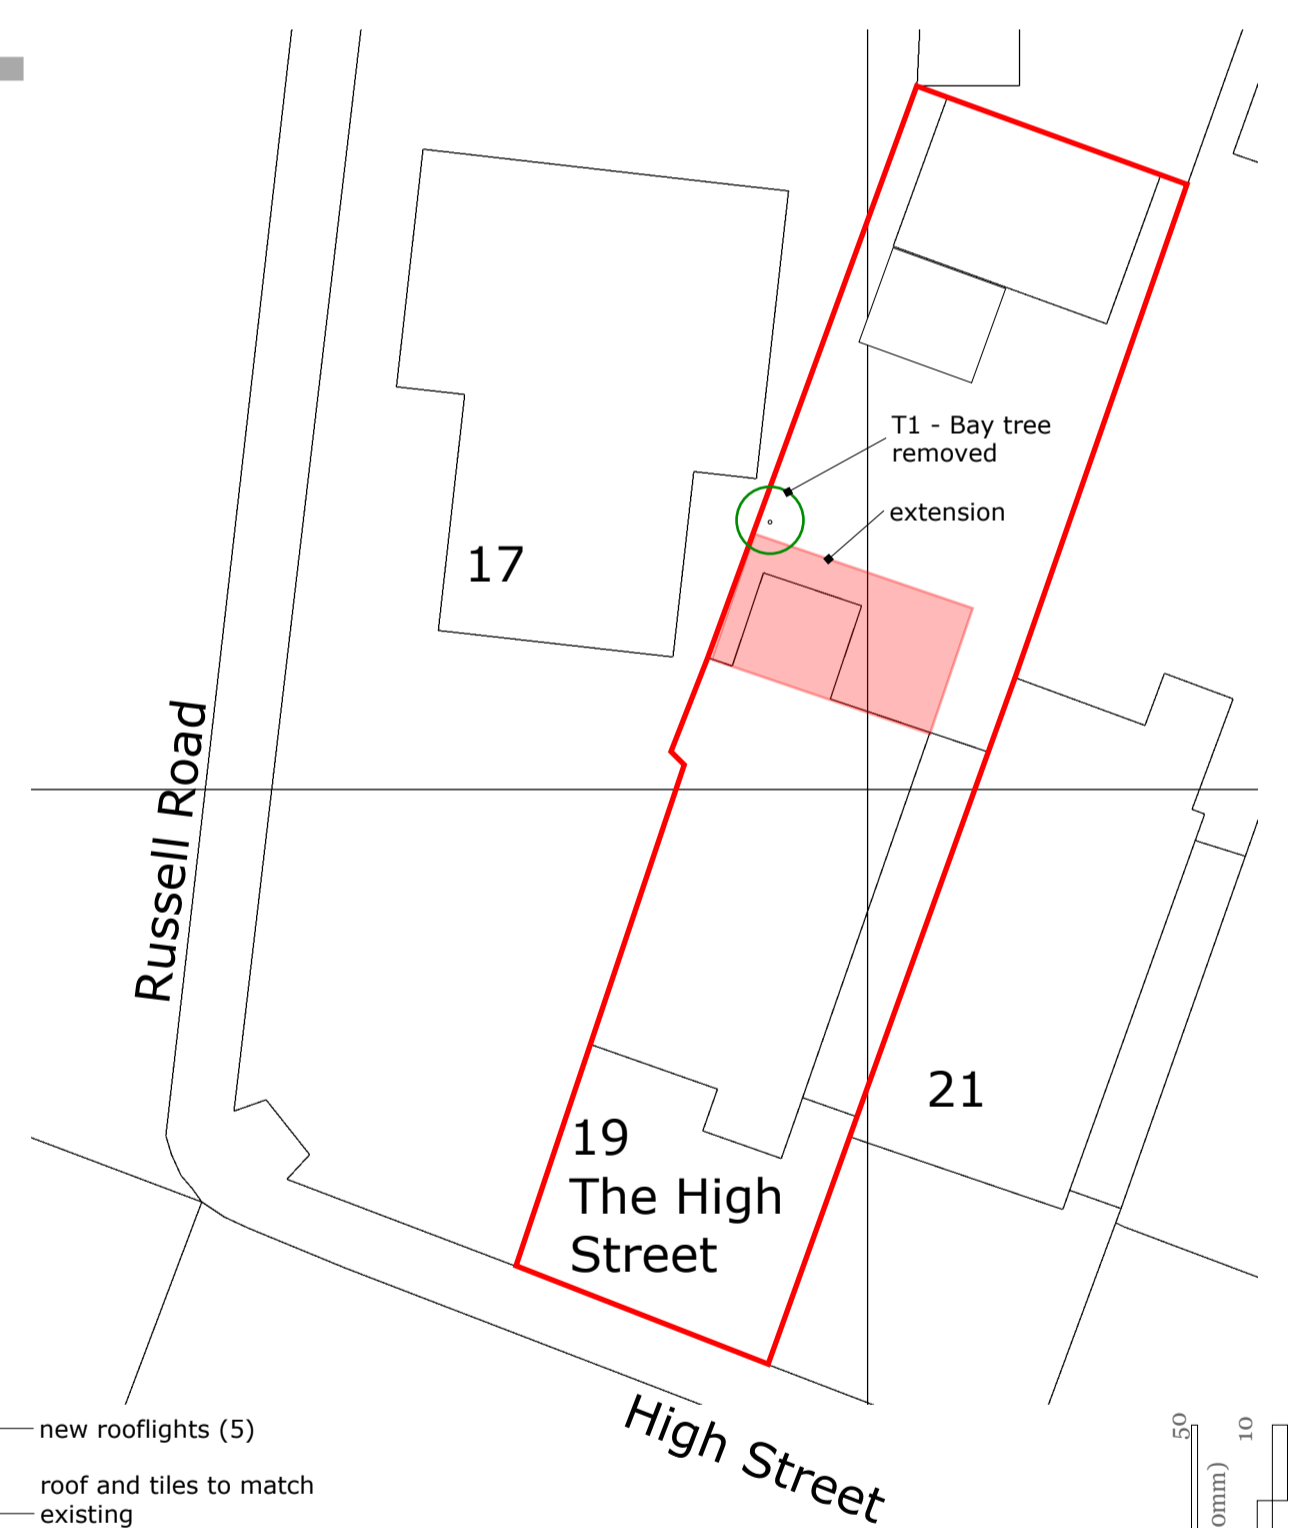 T1 - Bay tree
removed
extension
17
Russell Road
21
19
The High
Street
High Street
new rooflights (5)
roof and tiles to match
existing
50
10
0mm)